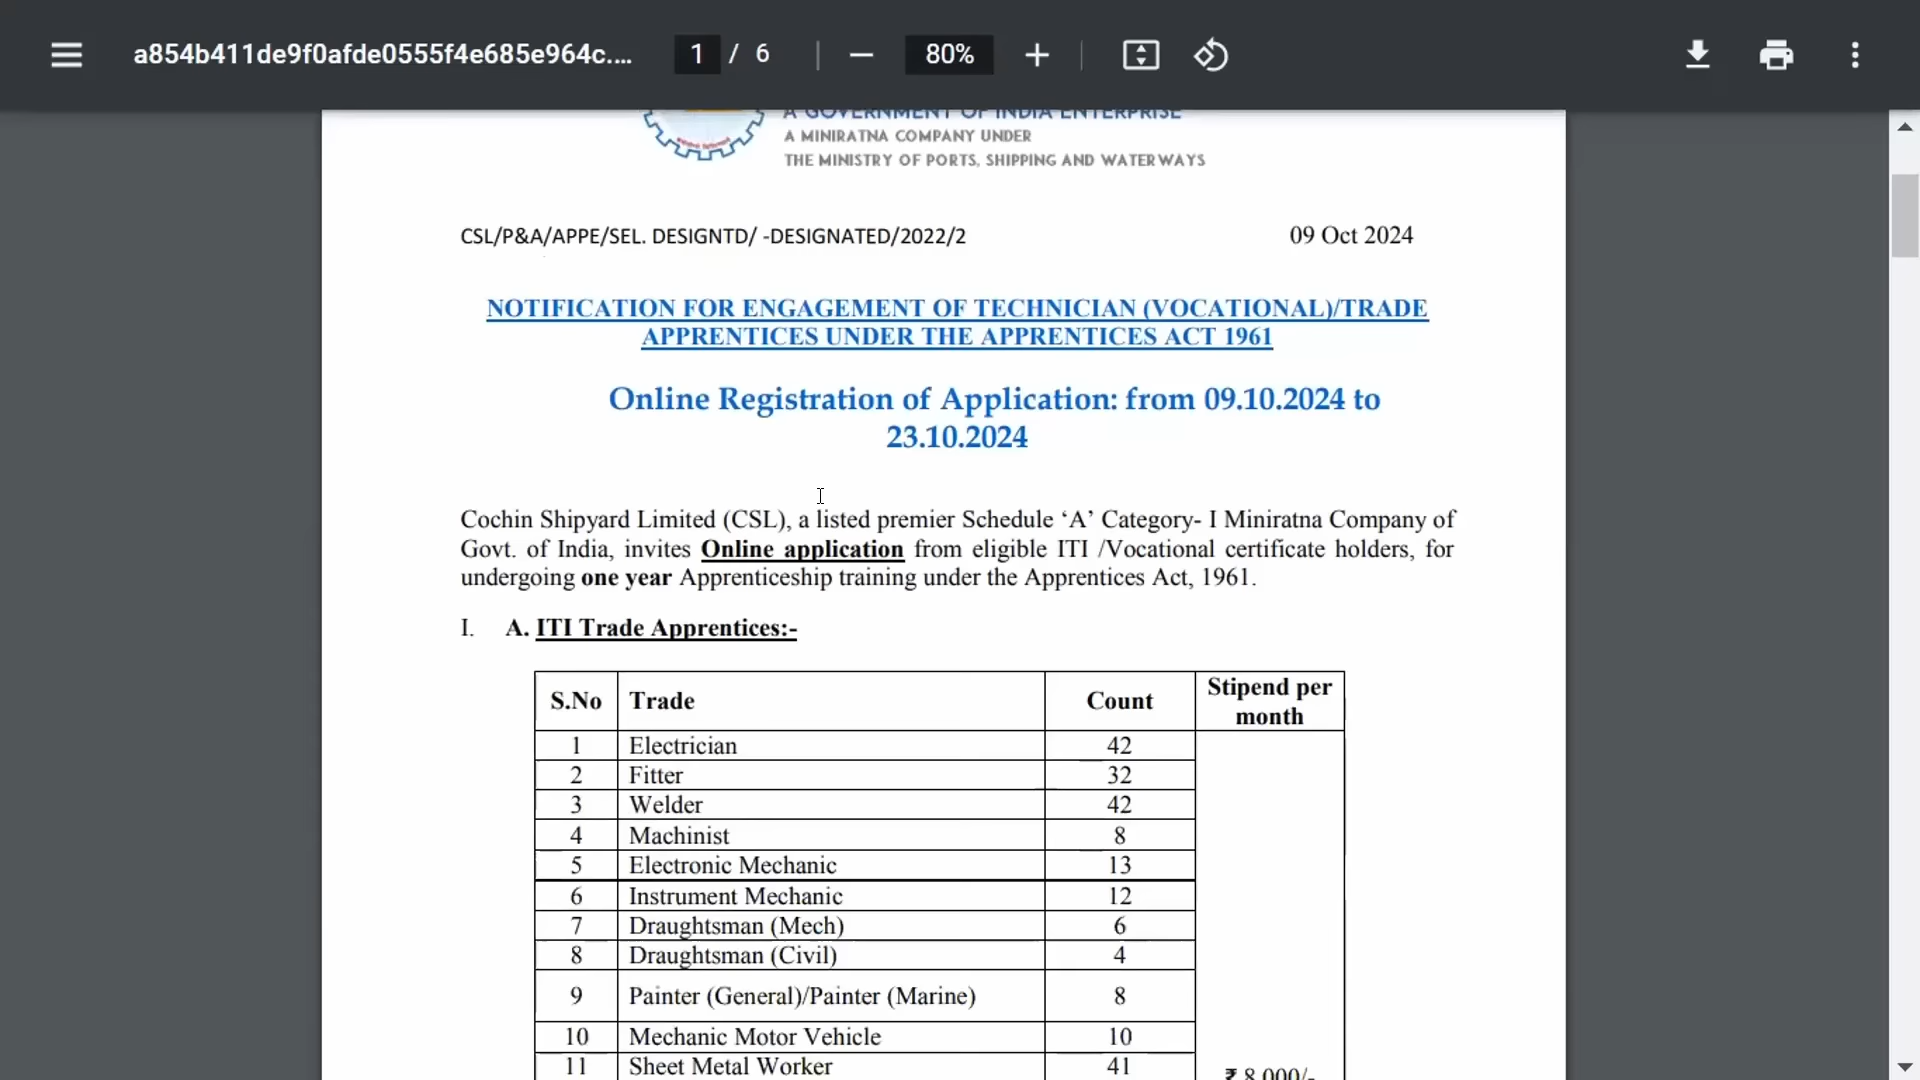 a854b411de9f0afde0555f4e685e964c....
1 / 6
80%
A GOVERNMENT OF INDIA ENTERPRISE
A MINIRATNA COMPANY UNDER
THE MINISTRY OF PORTS, SHIPPING AND WATERWAYS
CSL/P&A/APPE/SEL. DESIGNTD/ -DESIGNATED/2022/2 09 Oct 2024
NOTIFICATION FOR ENGAGEMENT OF TECHNICIAN (VOCATIONAL)/TRADE
APPRENTICES UNDER THE APPRENTICES ACT 1961
Online Registration of Application: from 09.10.2024 to
23.10.2024
Cochin Shipyard Limited (CSL), a listed premier Schedule ‘A’ Category- I Miniratna Company of
Govt. of India, invites Online application from eligible ITI /Vocational certificate holders, for
undergoing one year Apprenticeship training under the Apprentices Act, 1961.
I. A. ITI Trade Apprentices:-
S.No Trade Count Stipend per month
1 Electrician 42
2 Fitter 32
3 Welder 42
4 Machinist 8
5 Electronic Mechanic 13
6 Instrument Mechanic 12
7 Draughtsman (Mech) 6
8 Draughtsman (Civil) 4
9 Painter (General)/Painter (Marine) 8
10 Mechanic Motor Vehicle 10
11 Sheet Metal Worker 41
₹ 8,000/-